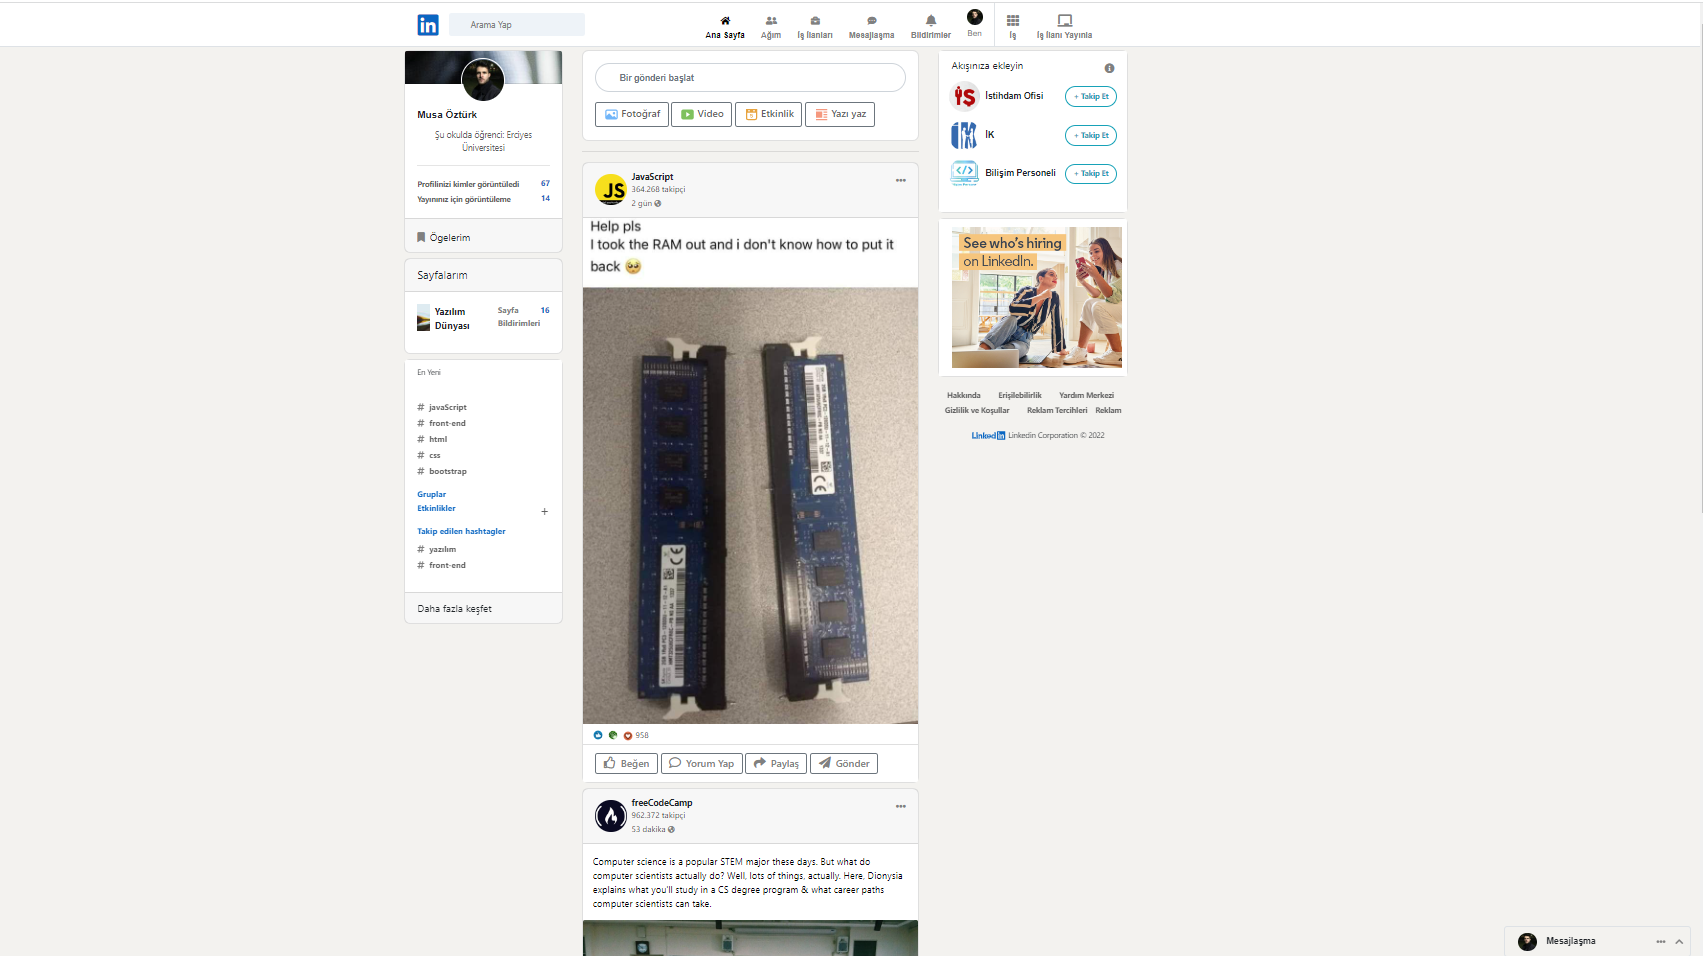 in
Arama Yap
Ana Sayfa
Ağım
İş İlanları
Mesajlaşma
Bildirimler
Ben
İş
İş İlanı Yayınla
Musa Öztürk
Şu okulda öğrenci: Erciyes
Üniversitesi
Profilinizi kimler görüntüledi 67
Yayınınız için görüntüleme 14
Ögelerim
Sayfalarım
Yazılım
Dünyası
Sayfa 16
Bildirimleri
En Yeni
# javaScript
# front-end
# html
# css
# bootstrap
Gruplar
Etkinlikler
+
Takip edilen hashtagler
# yazılım
# front-end
Daha fazla keşfet
Bir gönderi başlat
Fotoğraf
Video
Etkinlik
Yazı yaz
JS
JavaScript
364.268 takipçi
2 gün
Help pls
I took the RAM out and i don't know how to put it
back 🥺
958
Beğen
Yorum Yap
Paylaş
Gönder
freeCodeCamp
962.372 takipçi
53 dakika
Computer science is a popular STEM major these days. But what do
computer scientists actually do? Well, lots of things, actually. Here, Dionysia
explains what you'll study in a CS degree program & what career paths
computer scientists can take.
Akışınıza ekleyin
İstihdam Ofisi
+ Takip Et
İK
+ Takip Et
Bilişim Personeli
+ Takip Et
See who's hiring
on LinkedIn.
Hakkında Erişilebilirlik Yardım Merkezi
Gizlilik ve Koşullar Reklam Tercihleri Reklam
Linked in Linkedin Corporation © 2022
Mesajlaşma